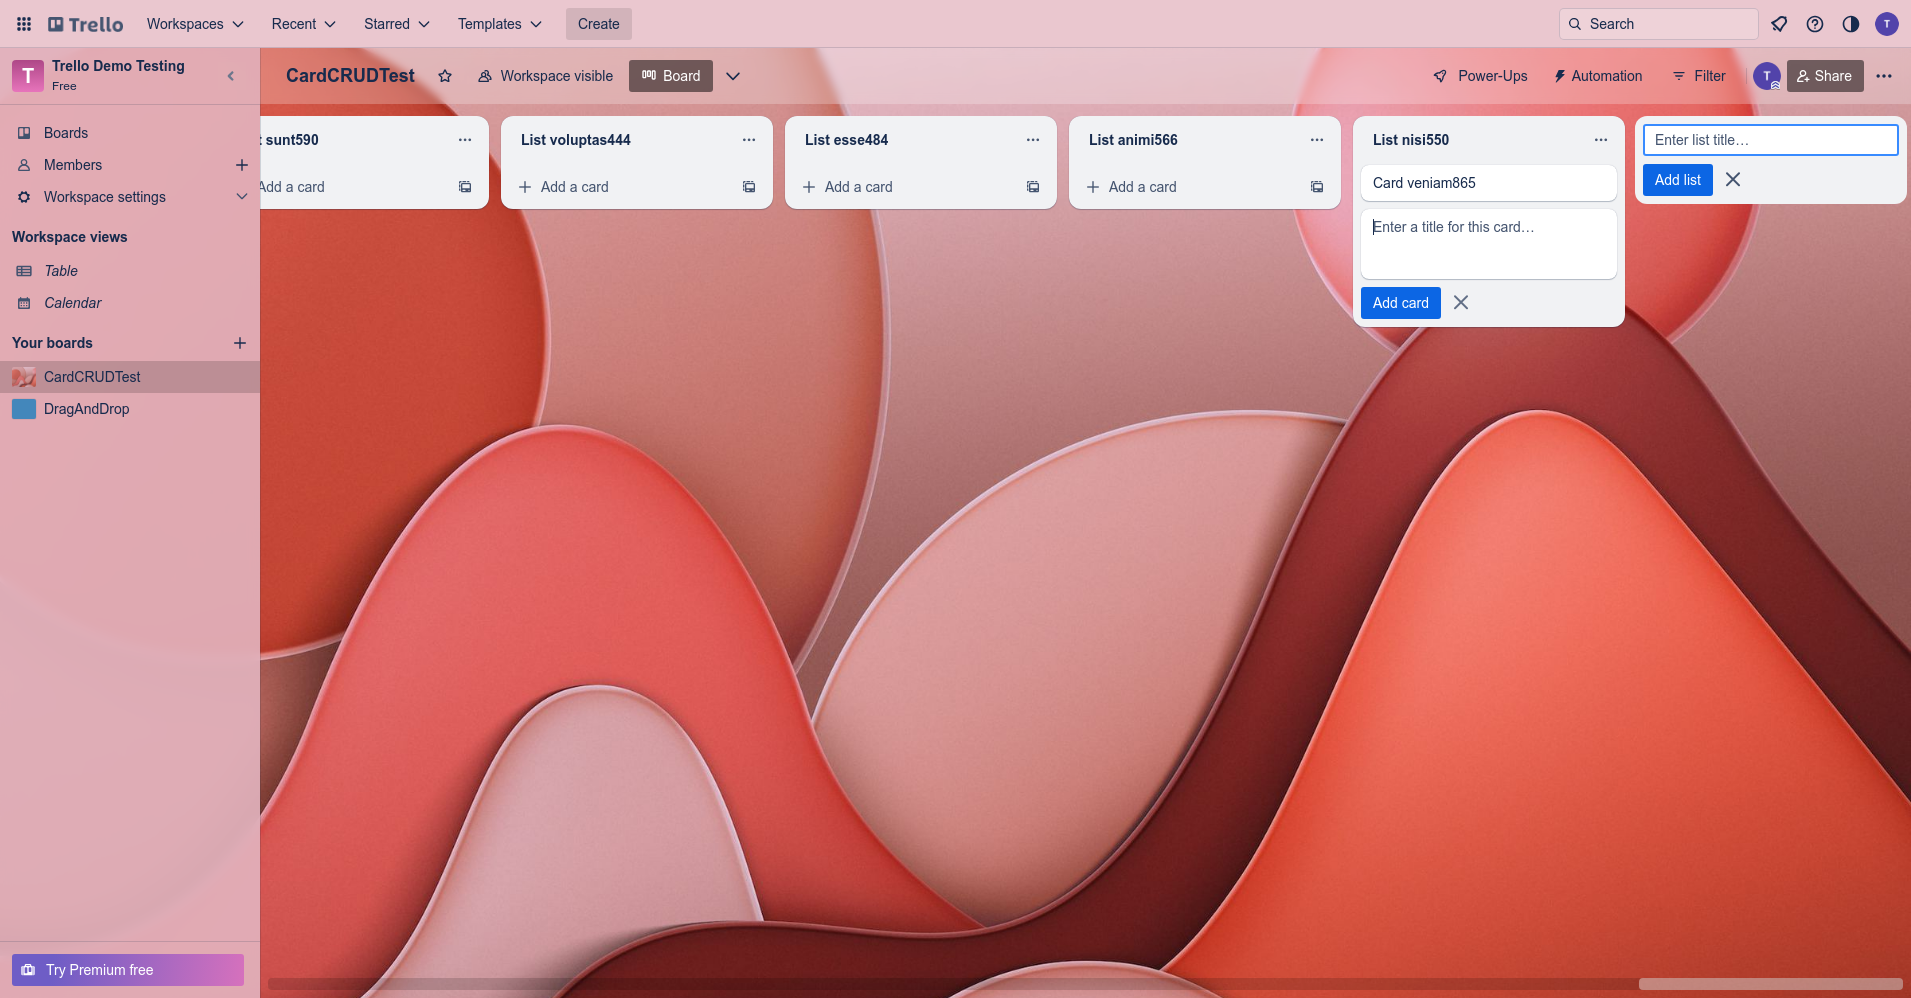 Trello
Workspaces
Recent
Starred
Templates
Create
Search
T
T
Trello Demo Testing
Free
CardCRUDTest
Workspace visible
Board
Power-Ups
Automation
Filter
T
Share
Boards
Members
Workspace settings
Workspace views
Table
Calendar
Your boards
CardCRUDTest
DragAndDrop
Try Premium free
sunt590
Add a card
List voluptas444
Add a card
List esse484
Add a card
List animi566
Add a card
List nisi550
Card veniam865
Enter a title for this card…
Add card
Enter list title…
Add list